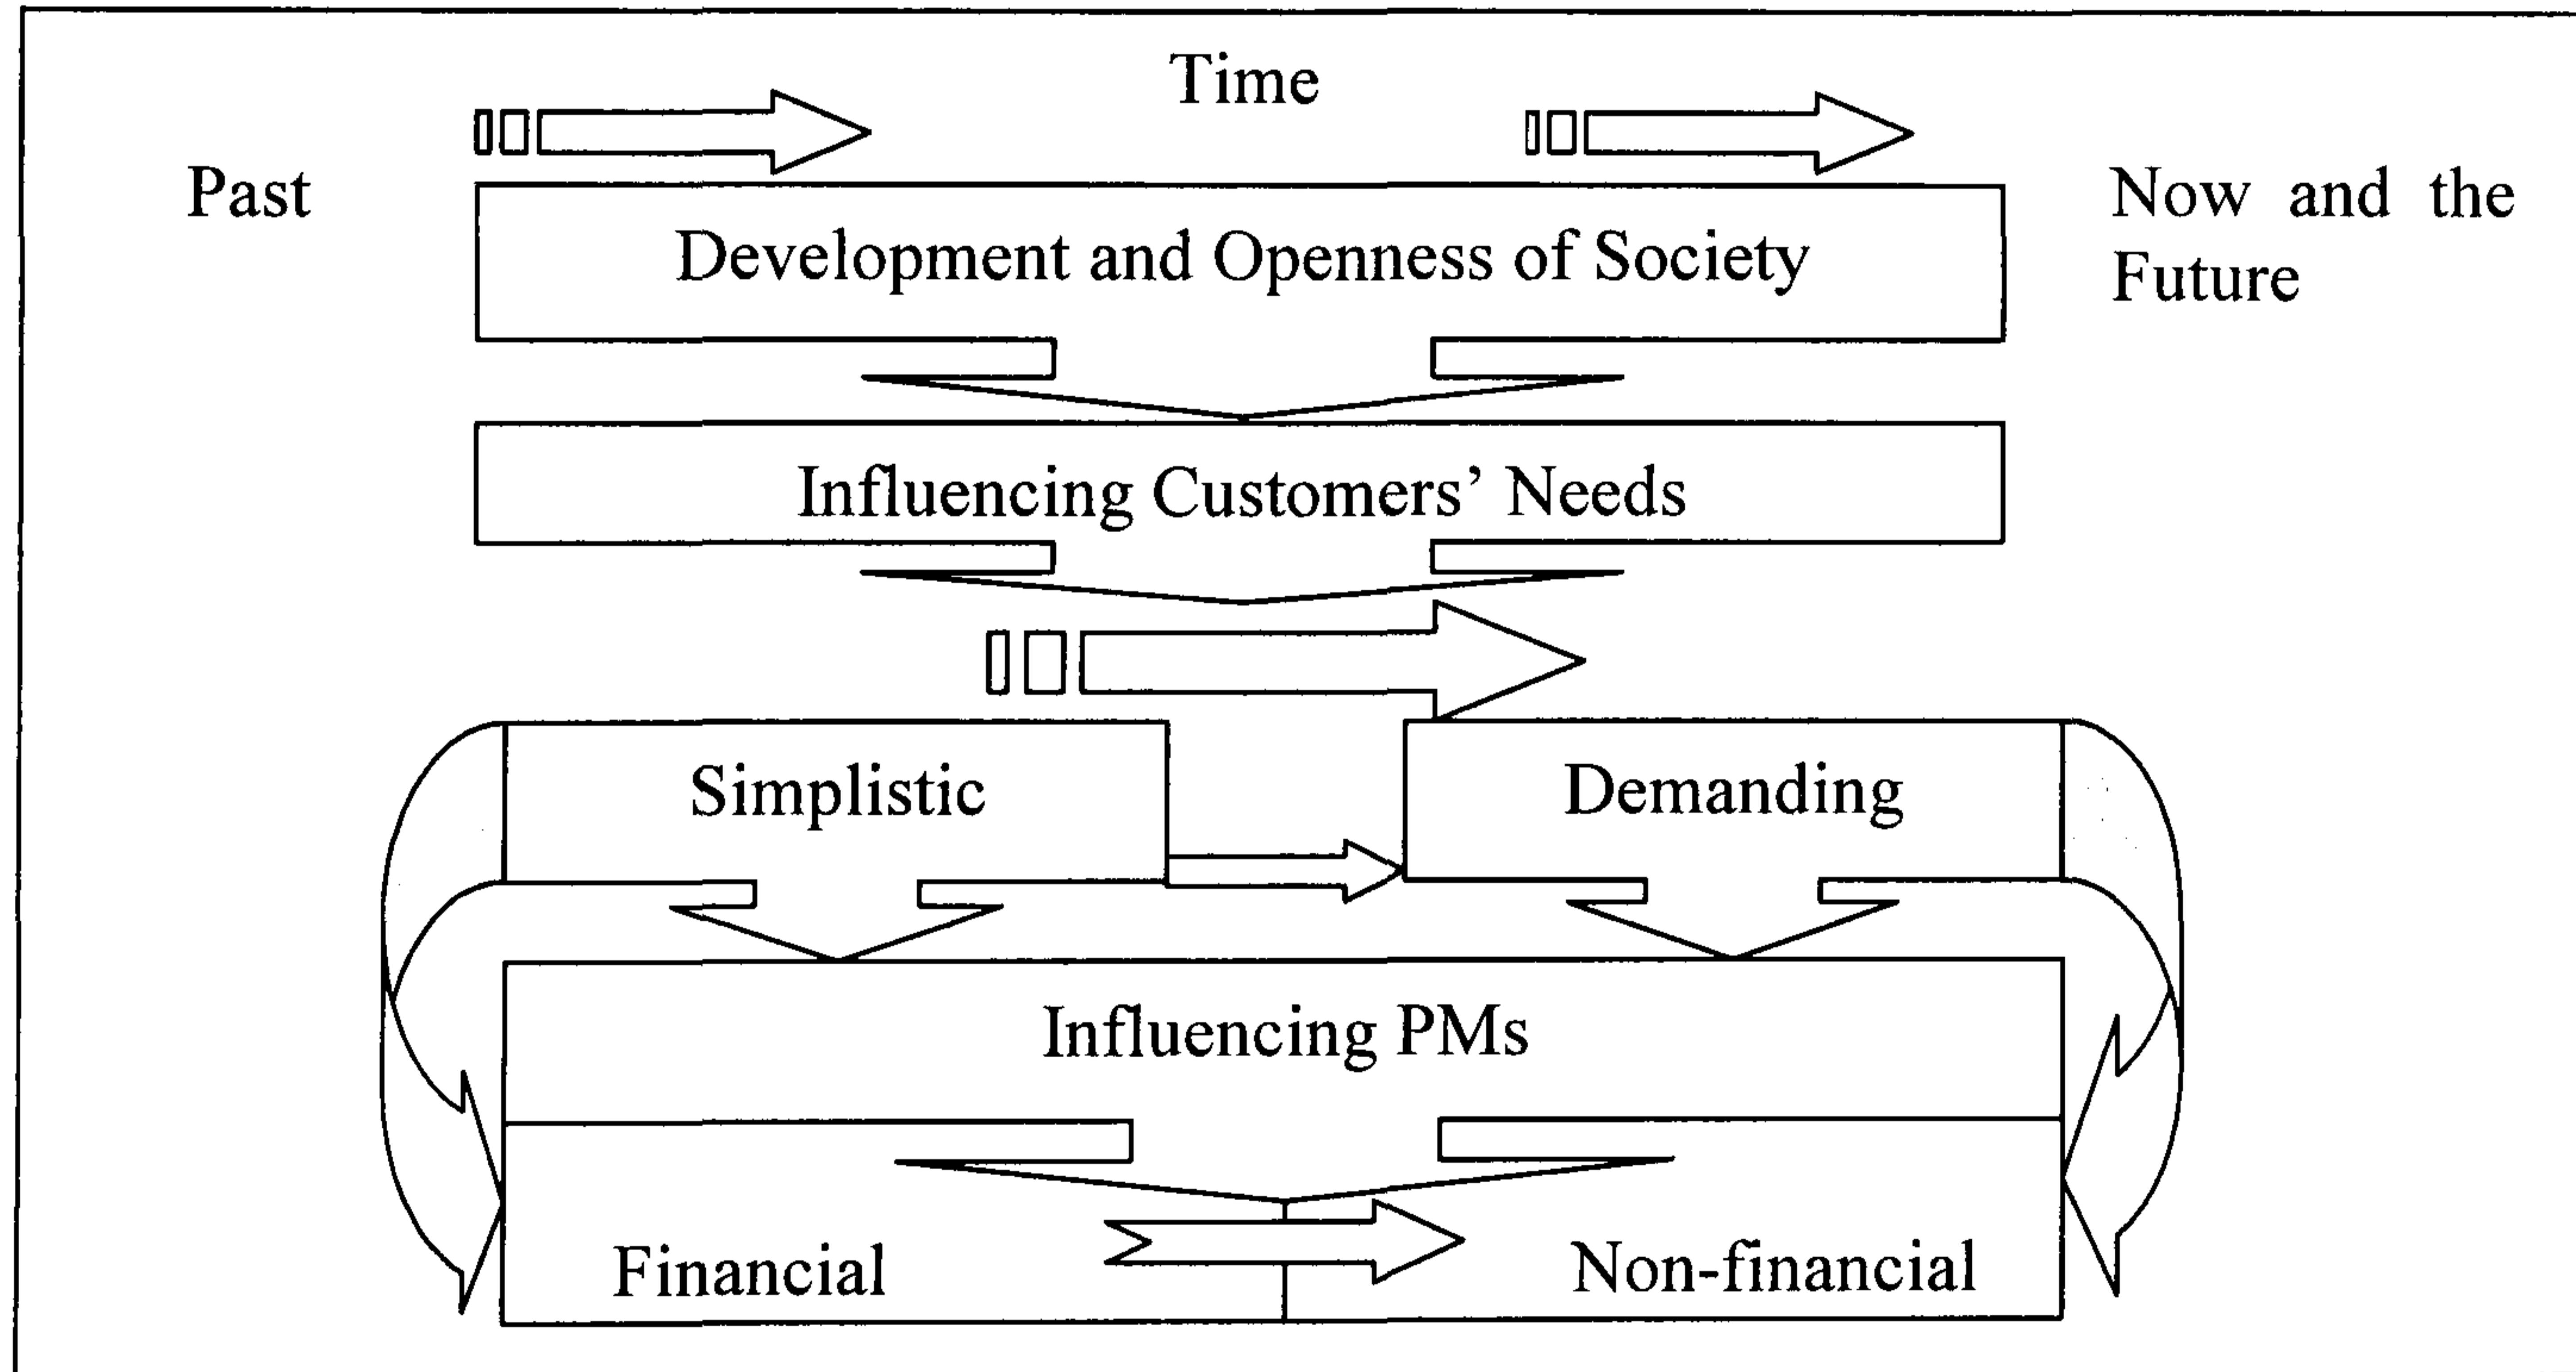 Time
Past
Now and the
Future
Development and Openness of Society
Influencing Customers’ Needs
Simplistic
Demanding
Influencing PMs
Financial
Non-financial